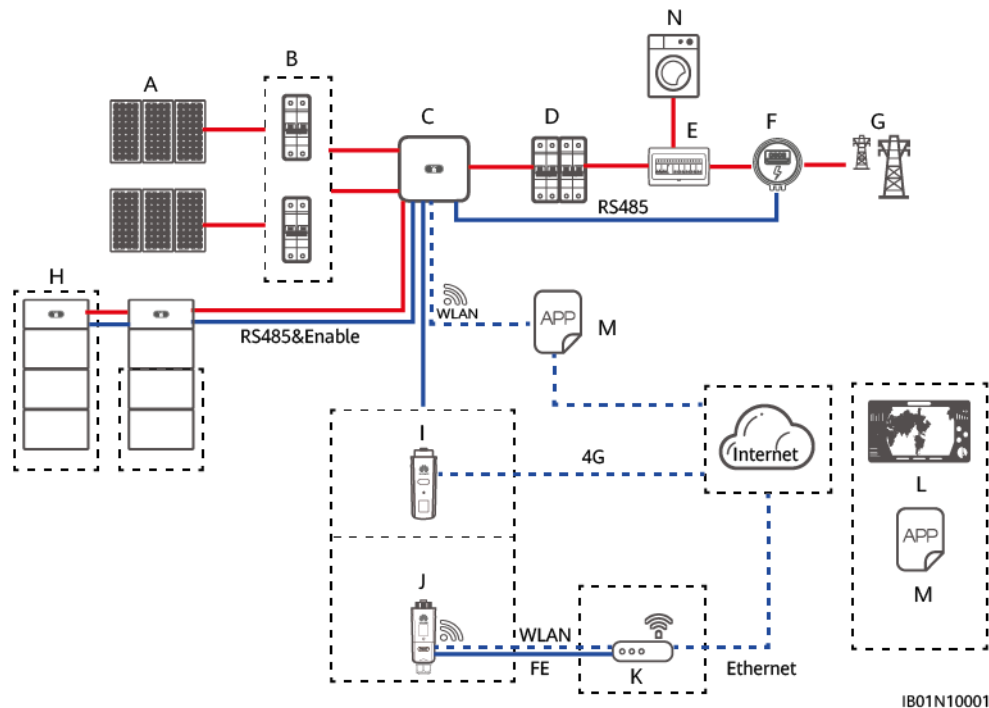 N
B
A
C
D
E
F
G
RS485
H
WLAN
APP
M
RS485&Enable
I
4G
Internet
L
APP
M
J
WLAN
FE
K
Ethernet
IB01N10001